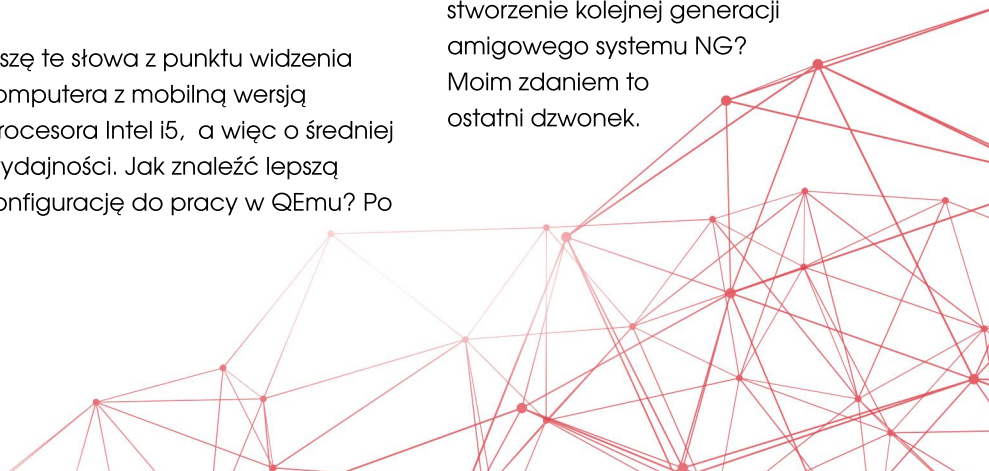 szę te słowa z punktu widzenia
omputera z mobilną wersją
rocesora Intel i5, a więc o średniej
ydajności. Jak znaleźć lepszą
onfigurację do pracy w QEmu? Po
stworzenie kolejnej generacji
amigowego systemu NG?
Moim zdaniem to
ostatni dzwonek.